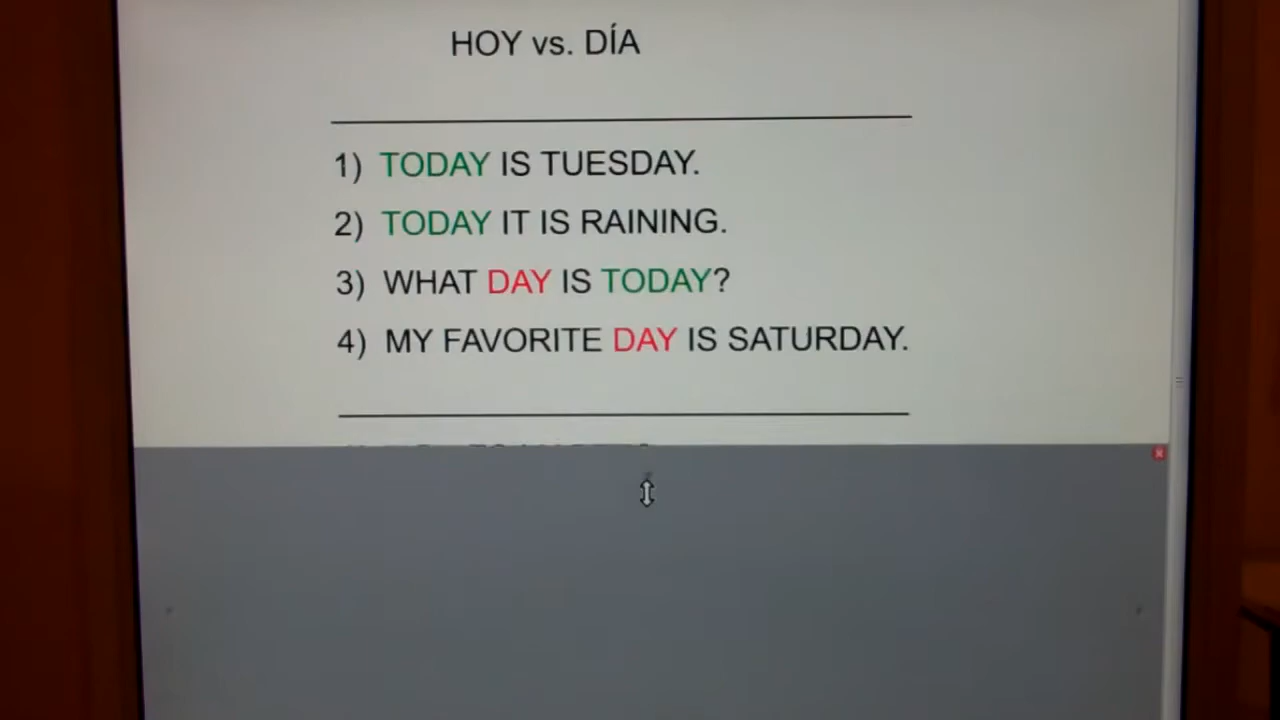 HOY vs. DÍA
1) TODAY IS TUESDAY.
2) TODAY IT IS RAINING.
3) WHAT DAY IS TODAY?
4) MY FAVORITE DAY IS SATURDAY.